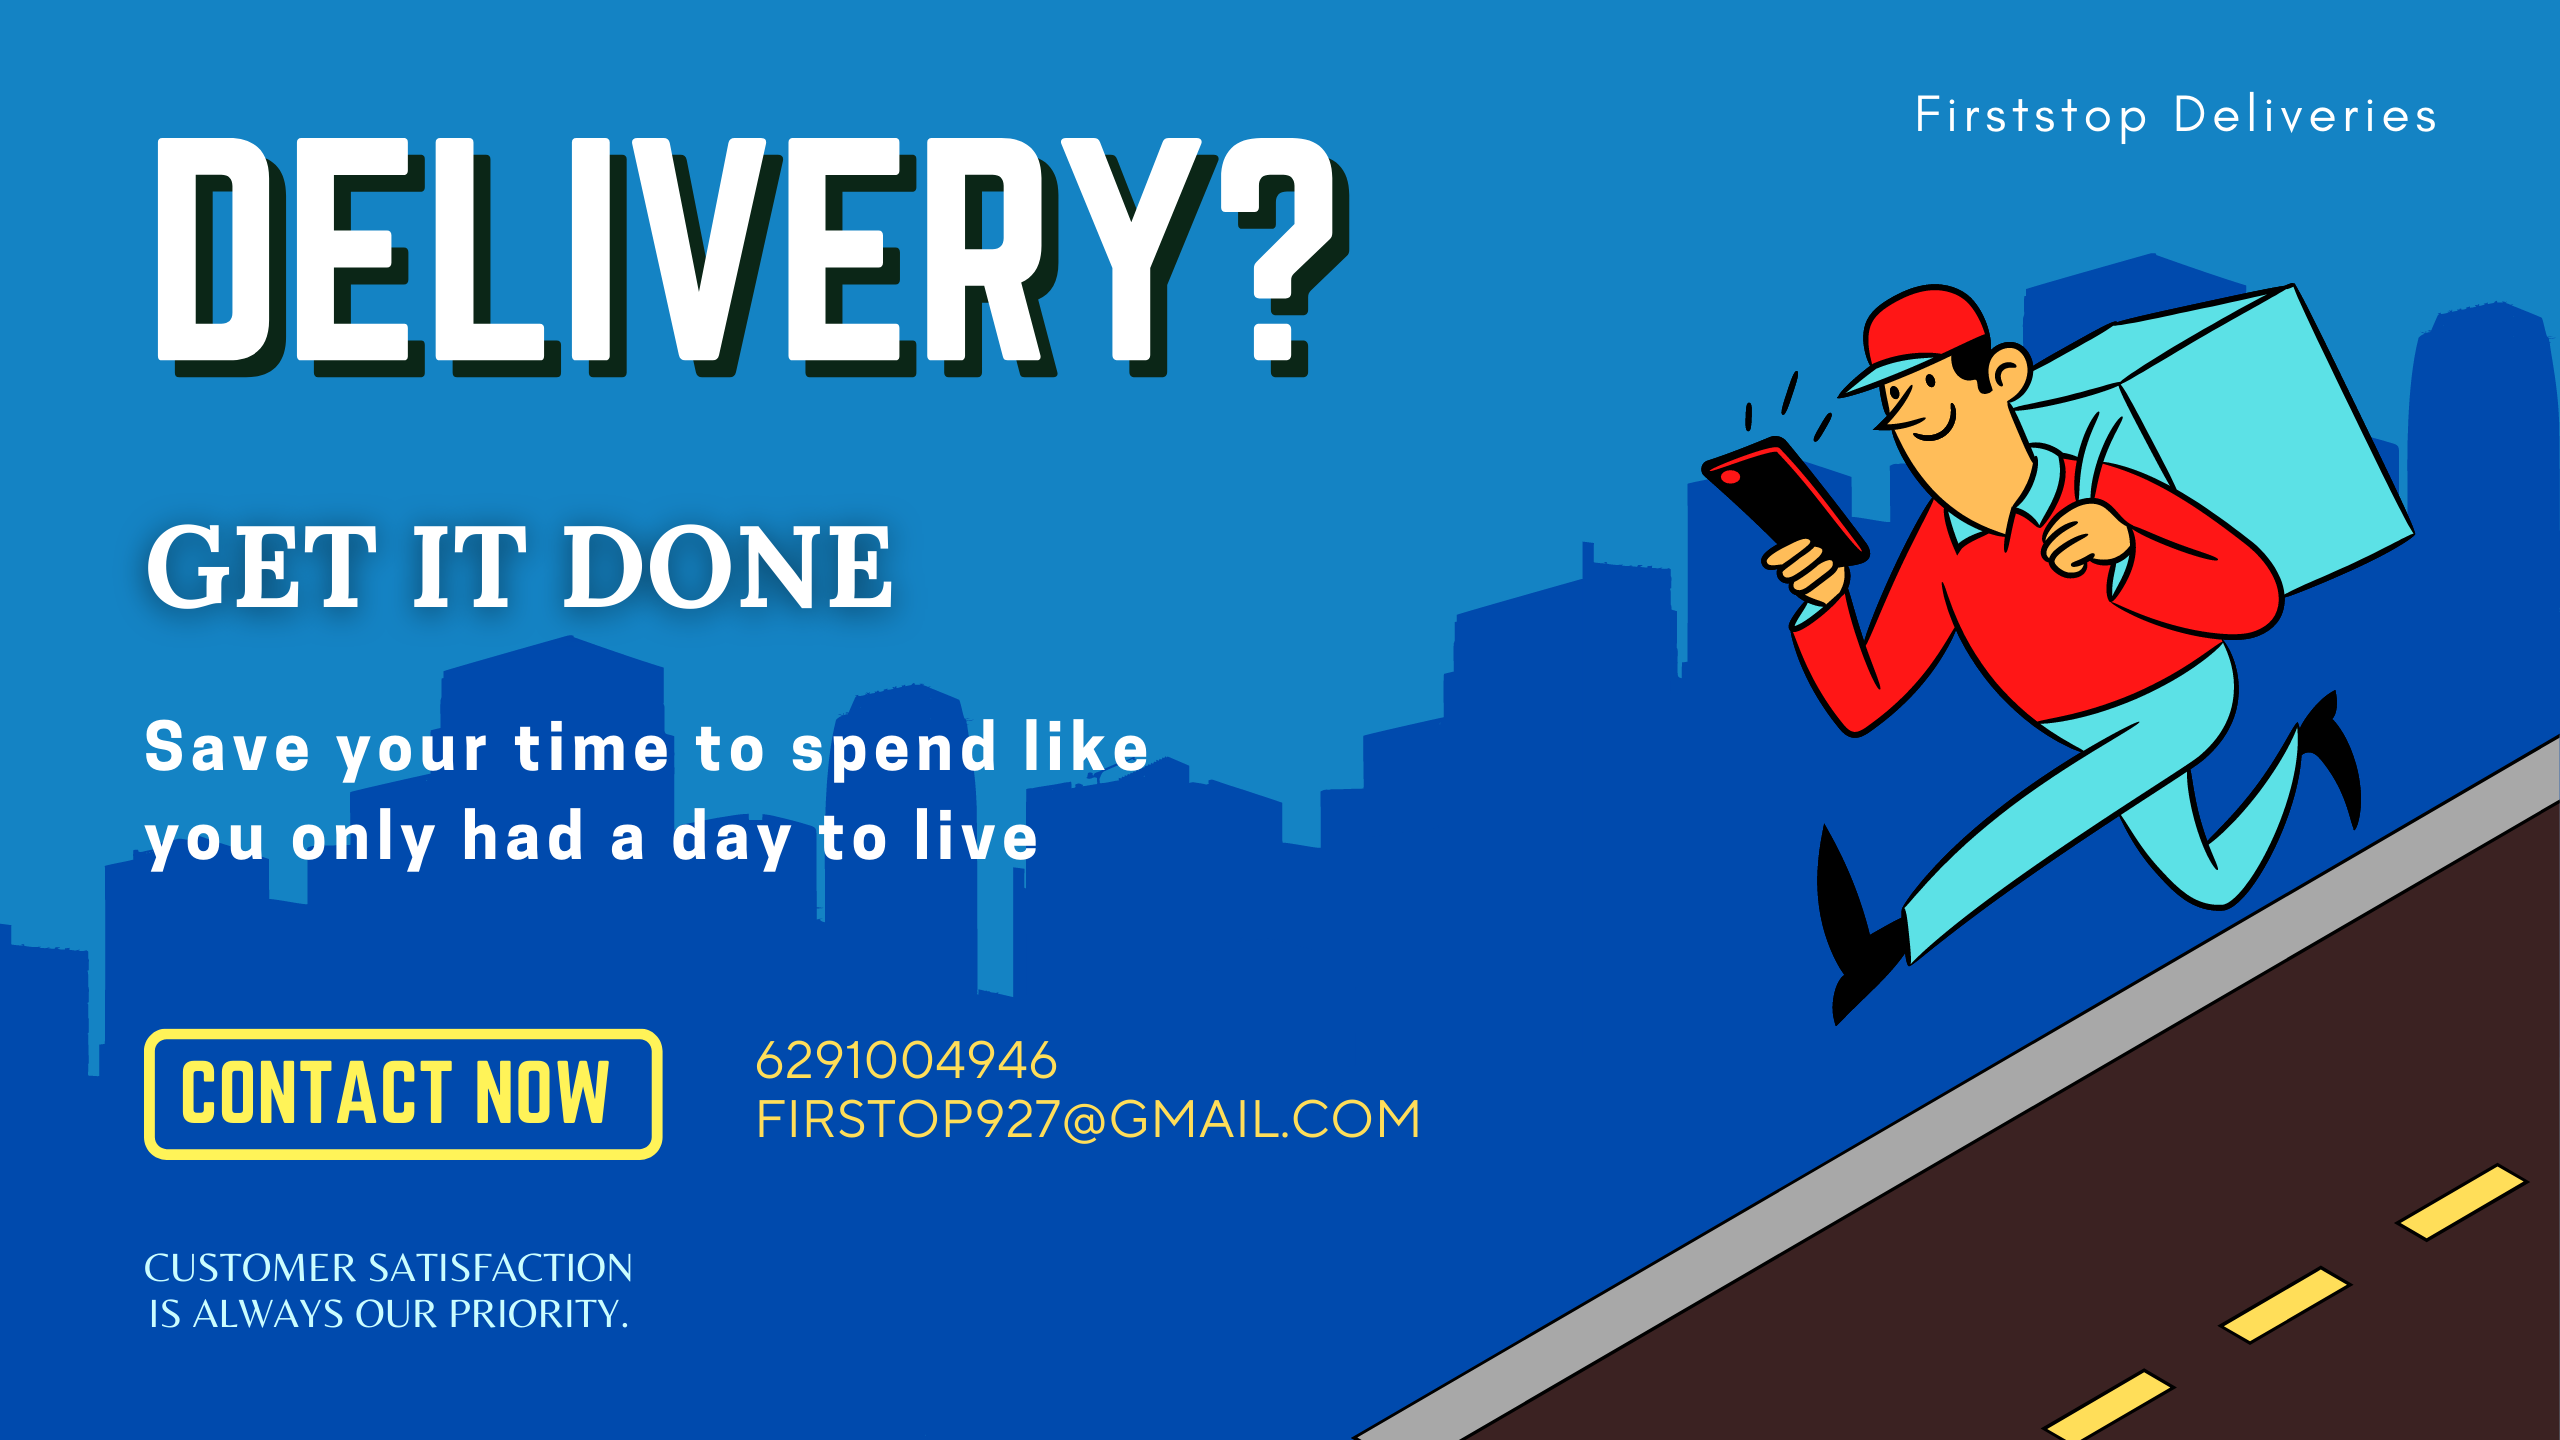 Firststop Deliveries
DELIVERY?
GET IT DONE
Save your time to spend like
you only had a day to live
CONTACT NOW
6291004946
FIRSTOP927@GMAIL.COM
CUSTOMER SATISFACTION
IS ALWAYS OUR PRIORITY.